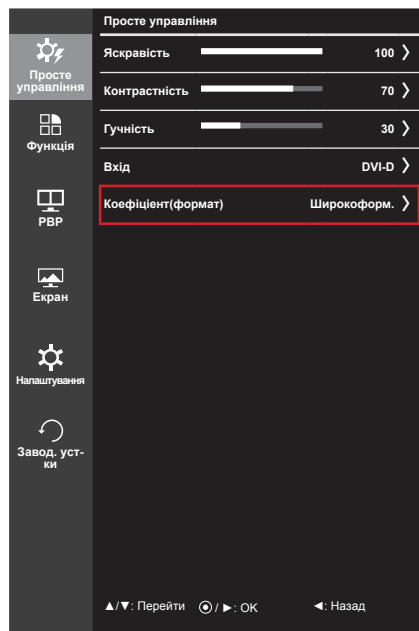 Просте управління
Просте
управління
Функція
PBP
Екран
Налаштування
Завод. уст-
ки
Яскравість 100
Контрастність 70
Гучність 30
Вхід DVI-D
Коефіцієнт(формат) Широкоформ.
▲/▼: Перейти ◉ / ►: OK ◄: Назад